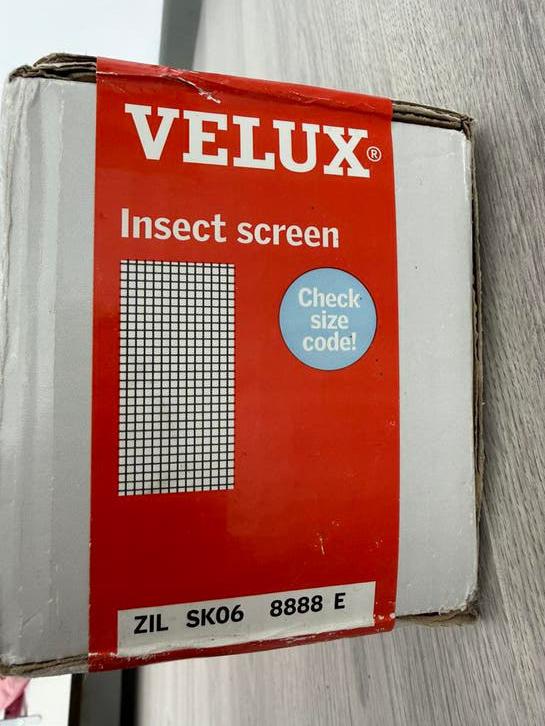 VELUX®
Insect screen
Check
size
code!
ZIL SK06 8888 E